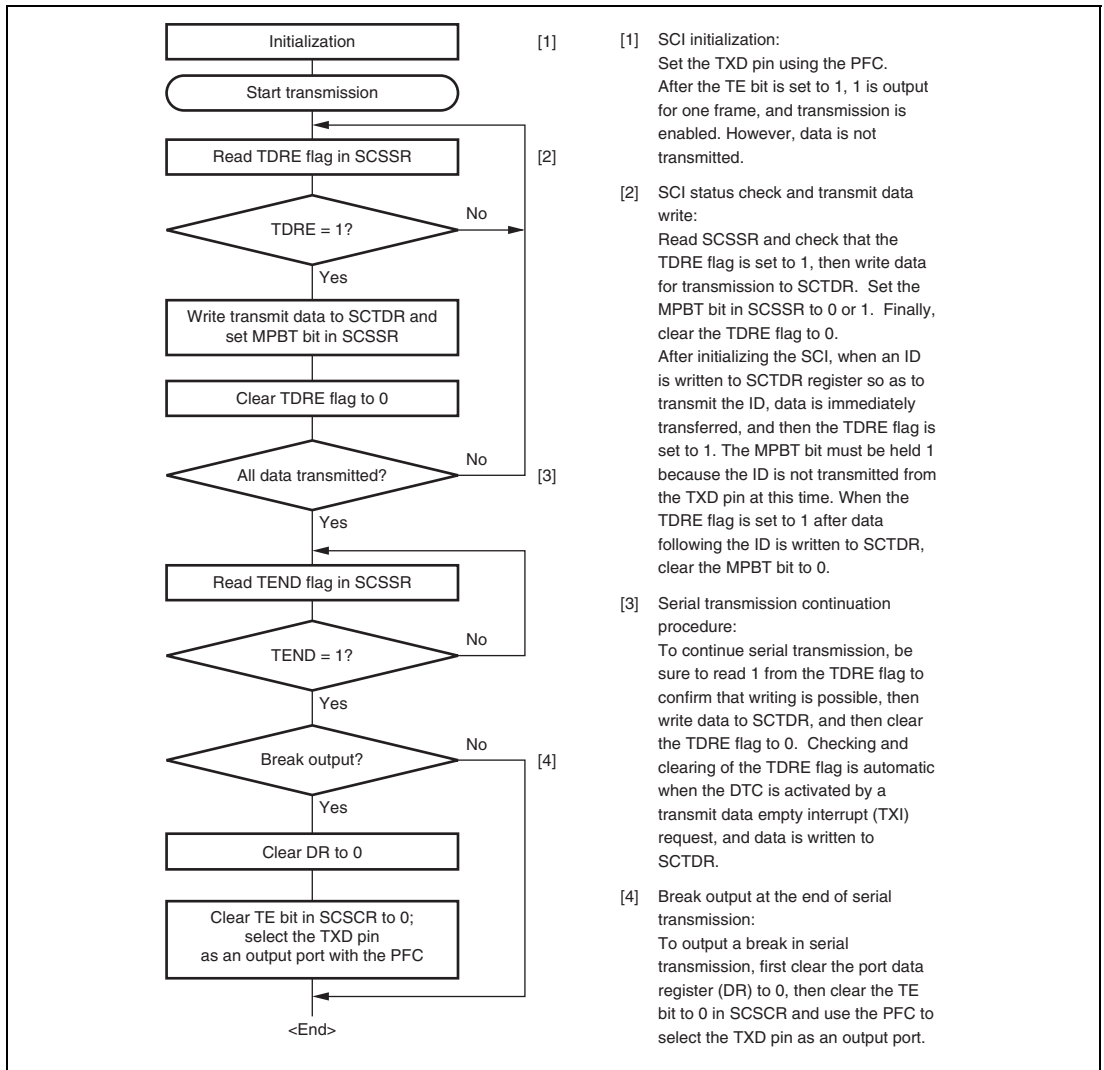 Initialization
[1]
Start transmission
Read TDRE flag in SCSSR
[2]
TDRE = 1?
No
Yes
Write transmit data to SCTDR and
set MPBT bit in SCSSR
Clear TDRE flag to 0
All data transmitted?
No
[3]
Yes
Read TEND flag in SCSSR
TEND = 1?
No
Yes
Break output?
No
[4]
Yes
Clear DR to 0
Clear TE bit in SCSCR to 0;
select the TXD pin
as an output port with the PFC
<End>
[1] SCI initialization:
Set the TXD pin using the PFC.
After the TE bit is set to 1, 1 is output
for one frame, and transmission is
enabled. However, data is not
transmitted.
[2] SCI status check and transmit data
write:
Read SCSSR and check that the
TDRE flag is set to 1, then write data
for transmission to SCTDR. Set the
MPBT bit in SCSSR to 0 or 1. Finally,
clear the TDRE flag to 0.
After initializing the SCI, when an ID
is written to SCTDR register so as to
transmit the ID, data is immediately
transferred, and then the TDRE flag is
set to 1. The MPBT bit must be held 1
because the ID is not transmitted from
the TXD pin at this time. When the
TDRE flag is set to 1 after data
following the ID is written to SCTDR,
clear the MPBT bit to 0.
[3] Serial transmission continuation
procedure:
To continue serial transmission, be
sure to read 1 from the TDRE flag to
confirm that writing is possible, then
write data to SCTDR, and then clear
the TDRE flag to 0. Checking and
clearing of the TDRE flag is automatic
when the DTC is activated by a
transmit data empty interrupt (TXI)
request, and data is written to
SCTDR.
[4] Break output at the end of serial
transmission:
To output a break in serial
transmission, first clear the port data
register (DR) to 0, then clear the TE
bit to 0 in SCSCR and use the PFC to
select the TXD pin as an output port.